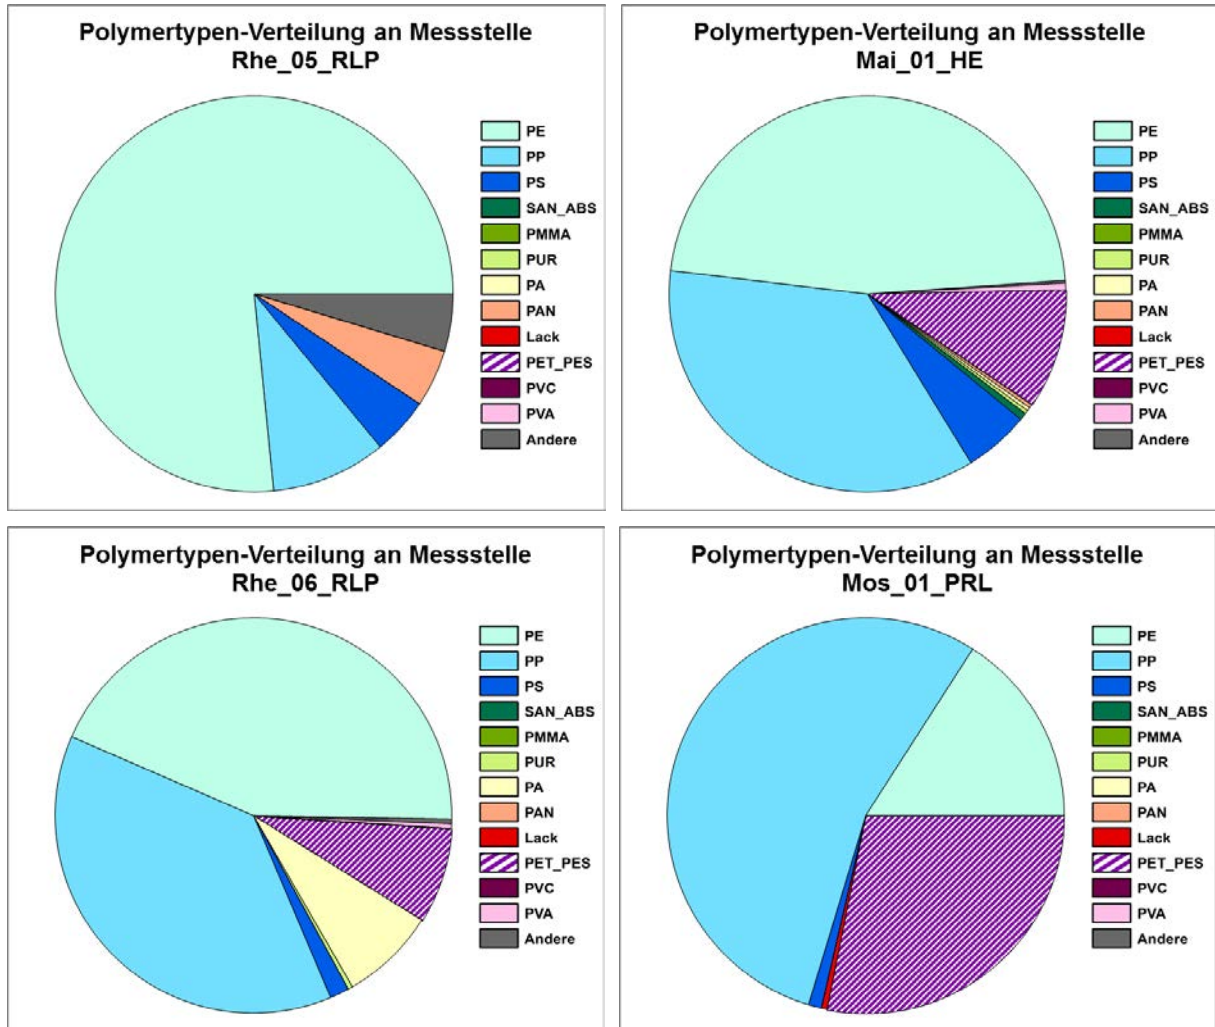 Polymertypen-Verteilung an Messstelle
Rhe_05_RLP
PE
PP
PS
SAN_ABS
PMMA
PUR
PA
PAN
Lack
PET_PES
PVC
PVA
Andere
Polymertypen-Verteilung an Messstelle
Mai_01_HE
PE
PP
PS
SAN_ABS
PMMA
PUR
PA
PAN
Lack
PET_PES
PVC
PVA
Andere
Polymertypen-Verteilung an Messstelle
Rhe_06_RLP
PE
PP
PS
SAN_ABS
PMMA
PUR
PA
PAN
Lack
PET_PES
PVC
PVA
Andere
Polymertypen-Verteilung an Messstelle
Mos_01_PRL
PE
PP
PS
SAN_ABS
PMMA
PUR
PA
PAN
Lack
PET_PES
PVC
PVA
Andere